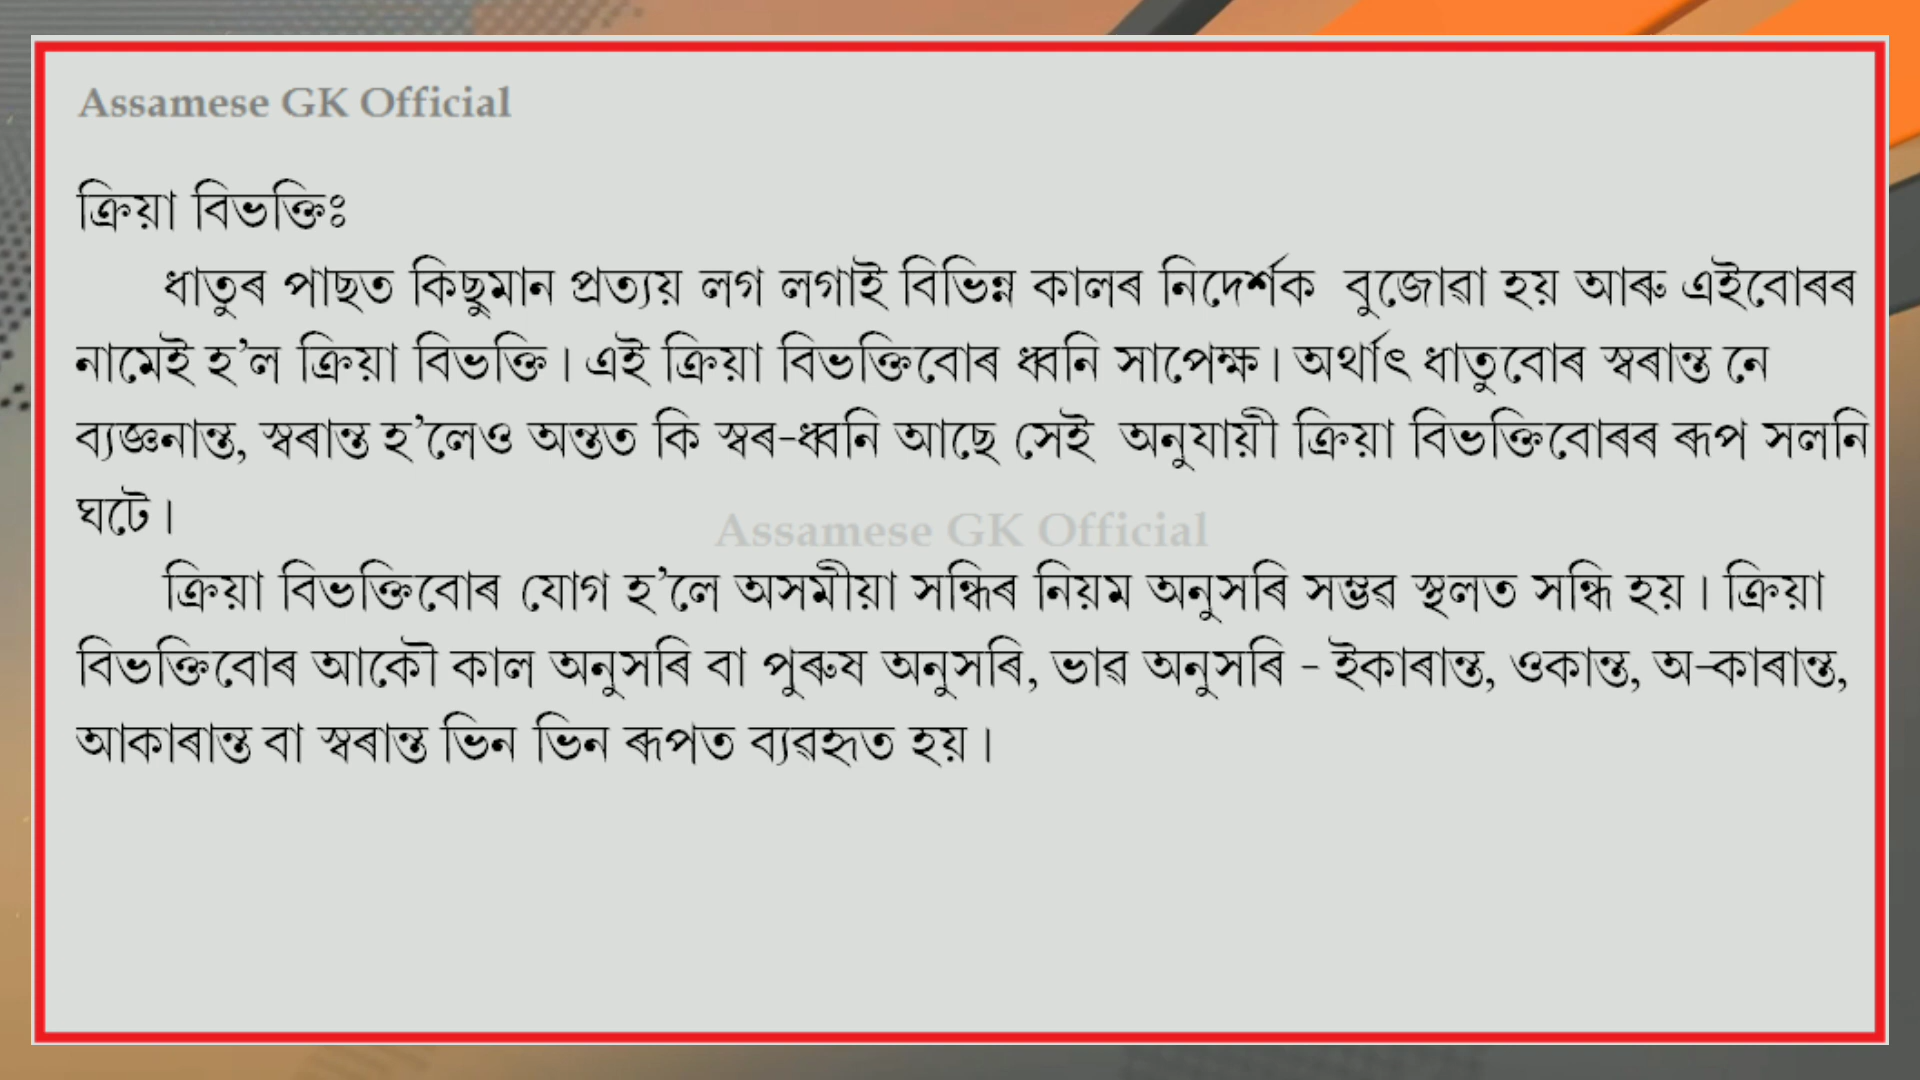 Assamese GK Official
ক্ৰিয়া বিভক্তিঃ
ধাতুৰ পাছত কিছুমান প্ৰত্যয় লগ লগাই বিভিন্ন কালৰ নিদের্শক বুজোৱা হয় আৰু এইবোৰৰ
নামেই হ’ল ক্ৰিয়া বিভক্তি। এই ক্ৰিয়া বিভক্তিবোৰ ধ্বনি সাপেক্ষ। অৰ্থাৎ ধাতুবোৰ স্বৰান্ত নে
ব্যজ্ঞনান্ত, স্বৰান্ত হ’লেও অন্তত কি স্বৰ-ধ্বনি আছে সেই অনুযায়ী ক্ৰিয়া বিভক্তিবোৰৰ ৰূপ সলনি
ঘটে।
Assamese GK Official
ক্ৰিয়া বিভক্তিবোৰ যোগ হ’লে অসমীয়া সন্ধিৰ নিয়ম অনুসৰি সম্ভৱ স্থলত সন্ধি হয়। ক্ৰিয়া
বিভক্তিবোৰ আকৌ কাল অনুসৰি বা পুৰুষ অনুসৰি, ভাৱ অনুসৰি - ইকাৰান্ত, ওকান্ত, অ-কাৰান্ত,
আকাৰান্ত বা স্বৰান্ত ভিন ভিন ৰূপত ব্যৱহৃত হয়।